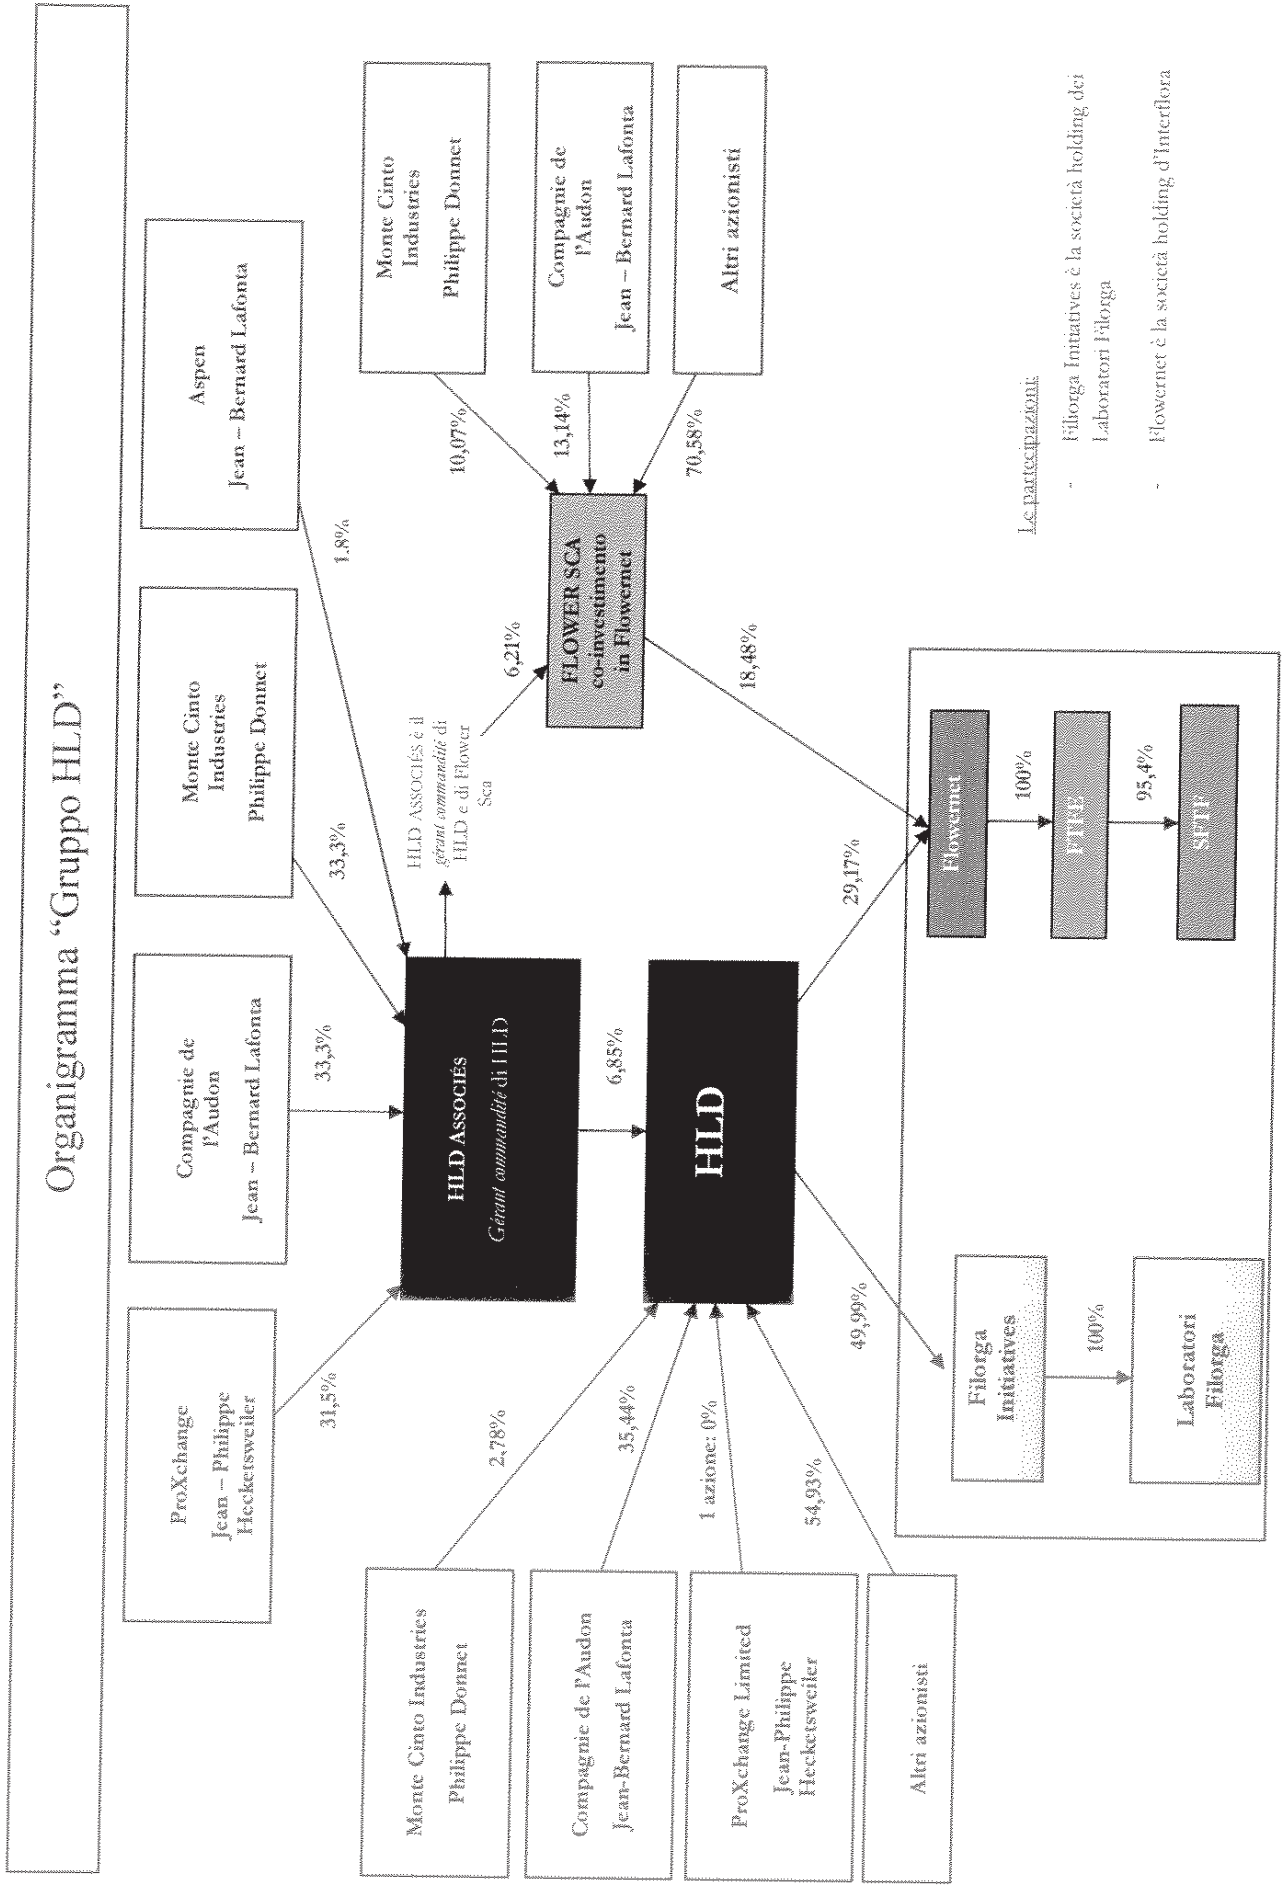 Organigramma “Gruppo HLD”
ProXchange
Jean – Philippe
Hecketsweiler
Compagnie de
l'Audon
Jean – Bernard Lafonta
Monte Cinto
Industries
Philippe Donnet
Aspen
Jean – Bernard Lafonta
31,5%
33,3%
33,3%
1.8%
HLD ASSOCIÉS
Gérant commandité di HLD
HLD ASSOCIÉS è il
gérant commandité di
HLD e di Flower
Sca
6,21%
Monte Cinto
Industries
Philippe Donnet
Compagnie de
l'Audon
Jean – Bernard Lafonta
Altri azionisti
10,07%
13,14%
70,58%
FLOWER SCA
co-investimento
in Flowernet
Monte Cinto Industries
Philippe Donnet
Compagnie de l'Audon
Jean-Bernard Lafonta
ProXchange Limited
Jean-Philippe
Hecketsweiler
Altri azionisti
2,78%
35,44%
1 azione: 0%
54,93%
6,85%
HLD
49,99%
29,17%
18,48%
Filorga
Initiatives
100%
Laboratori
Filorga
Flowernet
100%
95,4%
Le partecipazioni:
- Filiorga Initiatives è la società holding dei
Laboratori Filorga
- Flowernet è la società holding d'Interflora